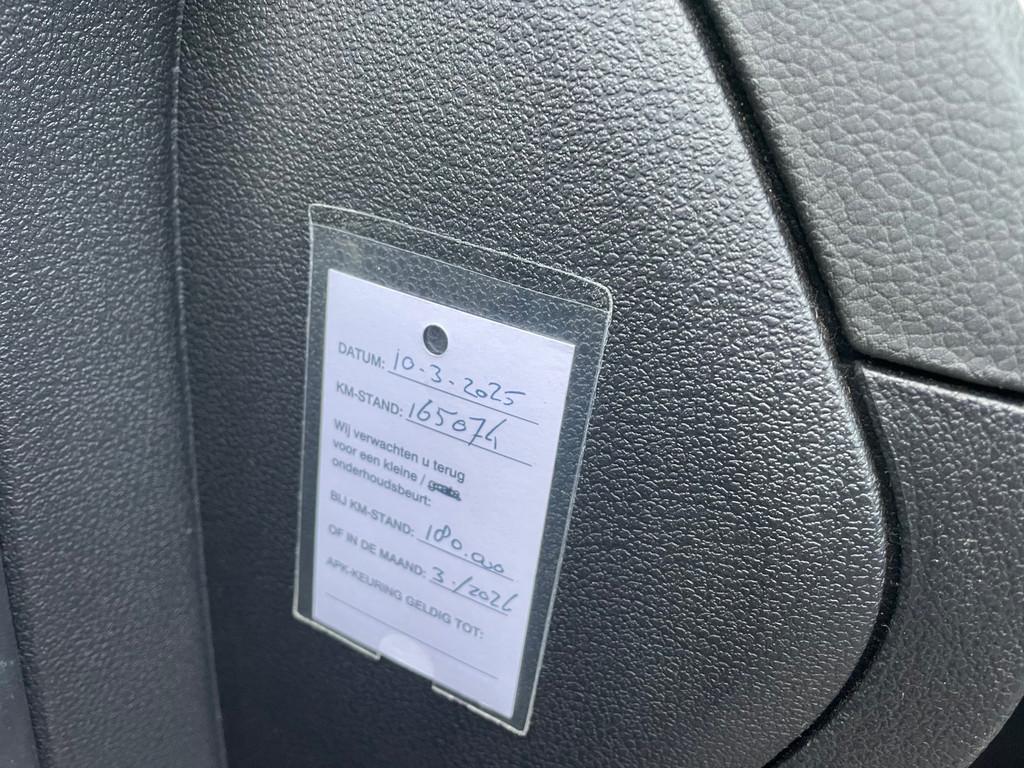 DATUM: 10-3-2025
KM-STAND: 165074
Wij verwachten u terug
voor een kleine / grote
onderhoudsbeurt:
BIJ KM-STAND: 180.000
OF IN DE MAAND: 3-/2026
APK-KEURING GELDIG TOT: